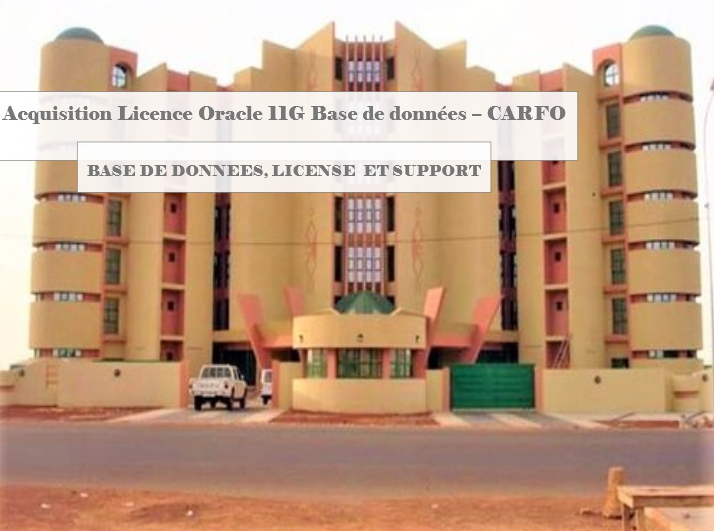 Acquisition Licence Oracle 11G Base de données – CARFO
BASE DE DONNEES, LICENSE ET SUPPORT